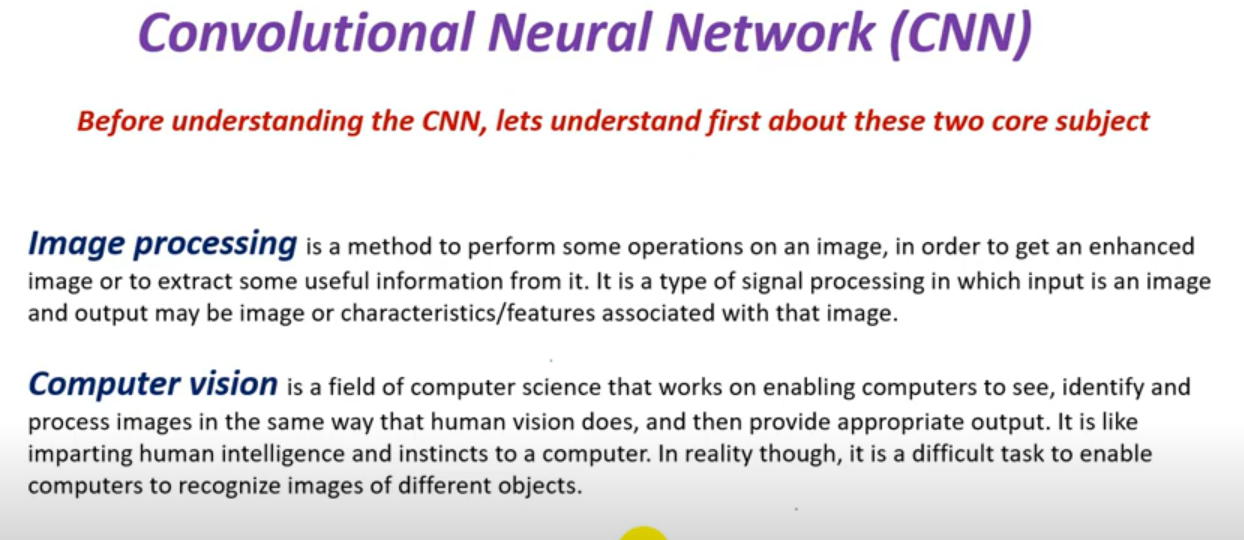 Convolutional Neural Network (CNN)
Before understanding the CNN, lets understand first about these two core subject
Image processing is a method to perform some operations on an image, in order to get an enhanced
image or to extract some useful information from it. It is a type of signal processing in which input is an image
and output may be image or characteristics/features associated with that image.
Computer vision is a field of computer science that works on enabling computers to see, identify and
process images in the same way that human vision does, and then provide appropriate output. It is like
imparting human intelligence and instincts to a computer. In reality though, it is a difficult task to enable
computers to recognize images of different objects.